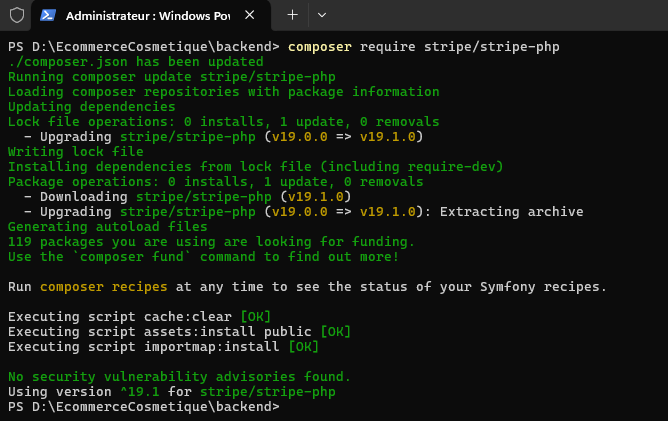 Administrateur : Windows Pow
PS D:\EcommerceCosmetique\backend> composer require stripe/stripe-php
./composer.json has been updated
Running composer update stripe/stripe-php
Loading composer repositories with package information
Updating dependencies
Lock file operations: 0 installs, 1 update, 0 removals
  - Upgrading stripe/stripe-php (v19.0.0 => v19.1.0)
Writing lock file
Installing dependencies from lock file (including require-dev)
Package operations: 0 installs, 1 update, 0 removals
  - Downloading stripe/stripe-php (v19.1.0)
  - Upgrading stripe/stripe-php (v19.0.0 => v19.1.0): Extracting archive
Generating autoload files
119 packages you are using are looking for funding.
Use the `composer fund` command to find out more!
Run composer recipes at any time to see the status of your Symfony recipes.
Executing script cache:clear [OK]
Executing script assets:install public [OK]
Executing script importmap:install [OK]
No security vulnerability advisories found.
Using version ^19.1 for stripe/stripe-php
PS D:\EcommerceCosmetique\backend>